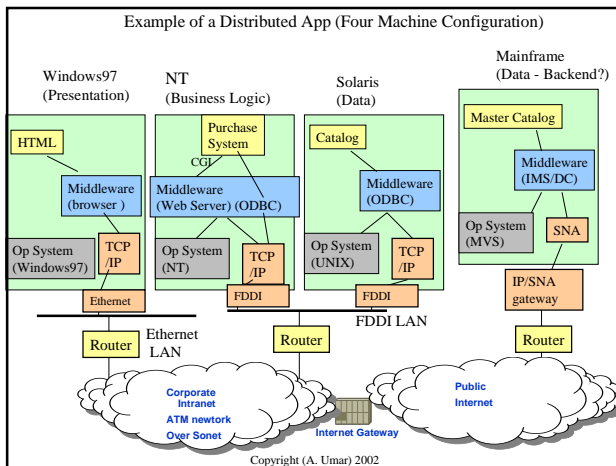 Example of a Distributed App (Four Machine Configuration)
Windows97
(Presentation)
HTML
Middleware
(browser )
Op System
(Windows97)
TCP
/IP
Ethernet
NT
(Business Logic)
Purchase
System
CGI
Middleware
(Web Server) (ODBC)
Op System
(NT)
TCP
/IP
FDDI
Solaris
(Data)
Catalog
Middleware
(ODBC)
Op System
(UNIX)
TCP
/IP
FDDI
Mainframe
(Data - Backend?)
Master Catalog
Middleware
(IMS/DC)
Op System
(MVS)
SNA
IP/SNA
gateway
Router
Ethernet
LAN
Router
FDDI LAN
Router
Corporate
Intranet
ATM newtork
Over Sonet
Internet Gateway
Public
Internet
Copyright (A. Umar) 2002